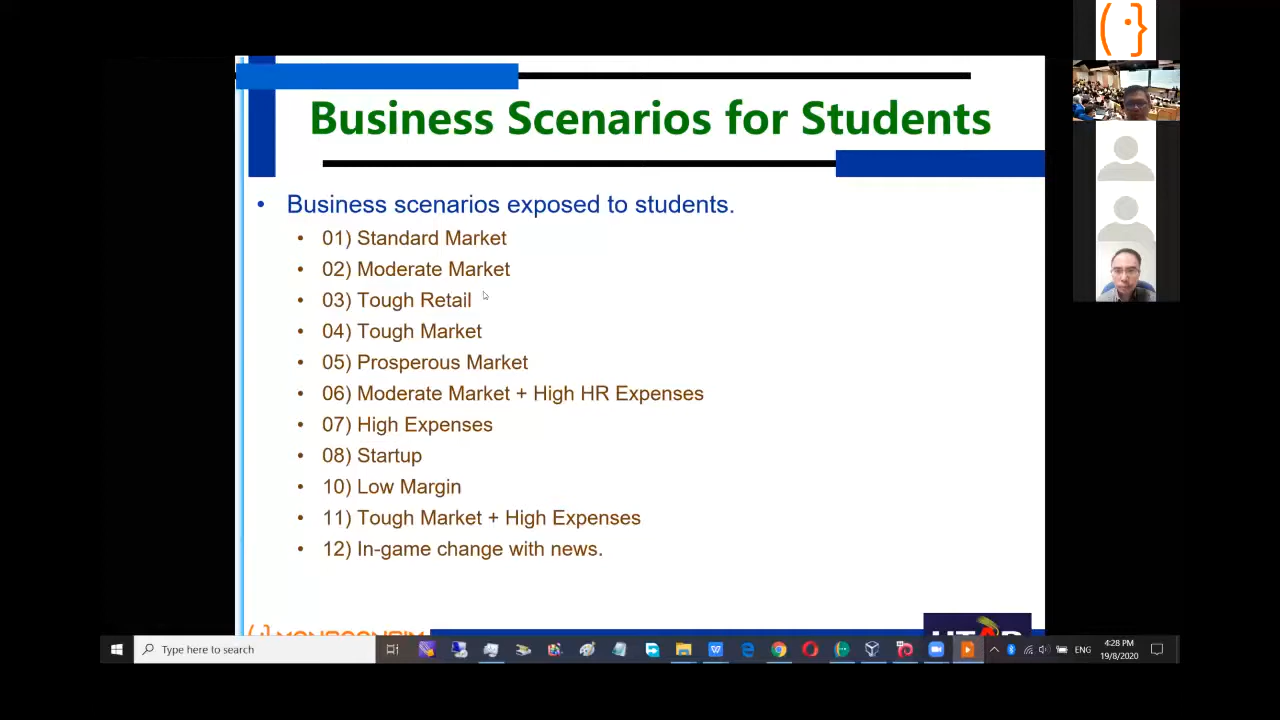 Business Scenarios for Students
• Business scenarios exposed to students.
• 01) Standard Market
• 02) Moderate Market
• 03) Tough Retail
• 04) Tough Market
• 05) Prosperous Market
• 06) Moderate Market + High HR Expenses
• 07) High Expenses
• 08) Startup
• 10) Low Margin
• 11) Tough Market + High Expenses
• 12) In-game change with news.
Type here to search
ENG
4:28 PM
19/8/2020